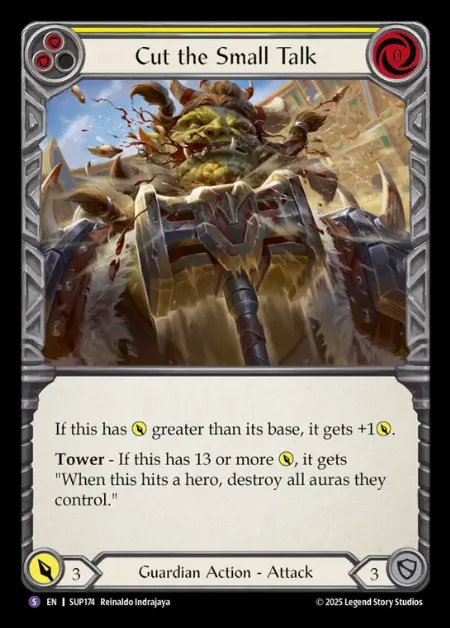 Cut the Small Talk
0
If this has greater than its base, it gets +1.
Tower - If this has 13 or more, it gets
"When this hits a hero, destroy all auras they
control."
3
Guardian Action - Attack
3
S EN | SUP174 Reinaldo Indrajaya
© 2025 Legend Story Studios